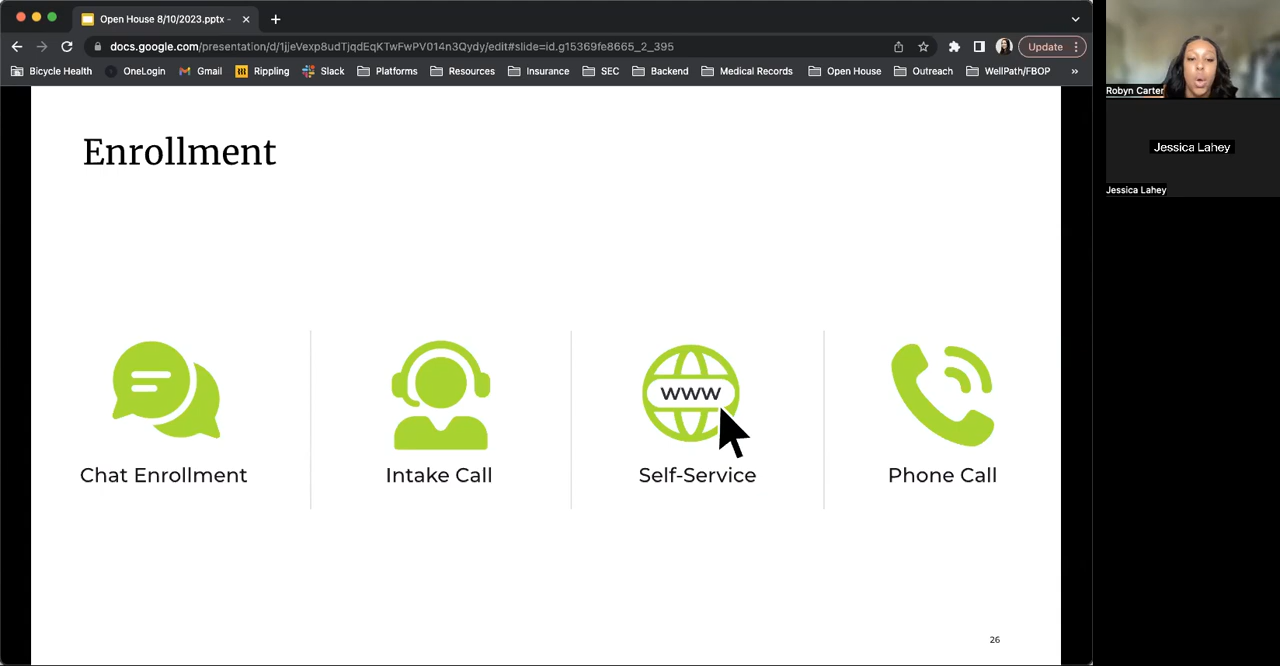 Open House 8/10/2023.pptx -
docs.google.com/presentation/d/1jjeVexp8udTjqdEqKTwFwPV014n3Qydy/edit#slide=id.g15369fe8665_2_395
Update
Bicycle Health OneLogin Gmail Rippling Slack Platforms Resources Insurance SEC Backend Medical Records Open House Outreach WellPath/FBOP »
Robyn Carter
Jessica Lahey
Jessica Lahey
Enrollment
www
Chat Enrollment Intake Call Self-Service Phone Call
26